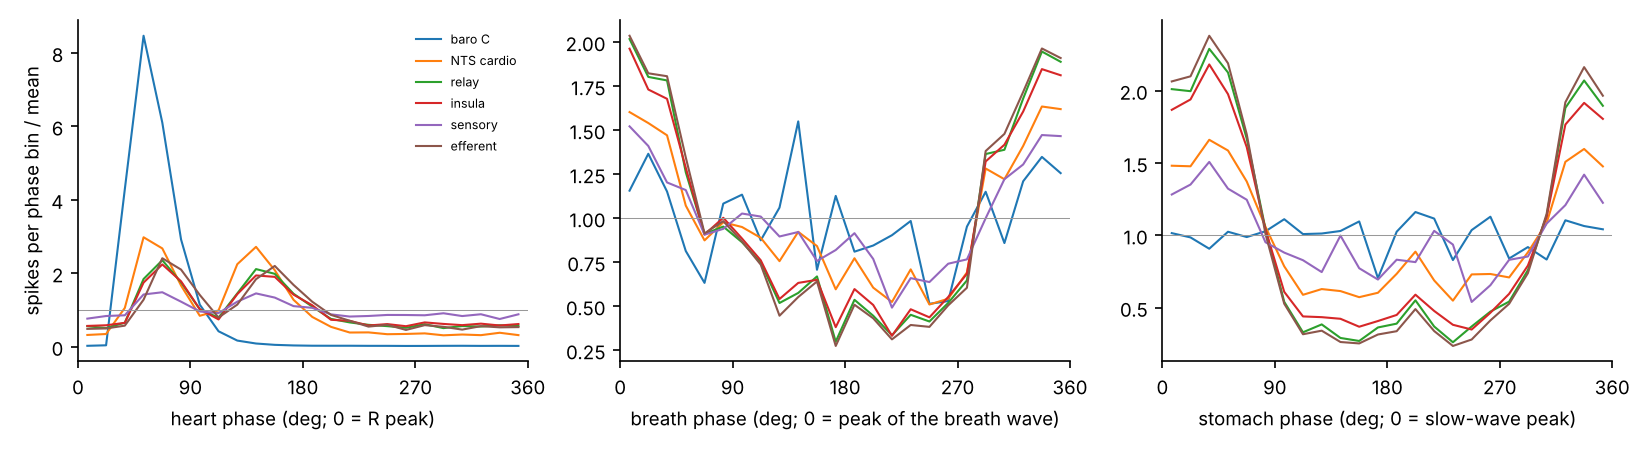 spikes per phase bin / mean
8
6
4
2
0
baro C
NTS cardio
relay
insula
sensory
efferent
0 90 180 270 360
heart phase (deg; 0 = R peak)
2.00
1.75
1.50
1.25
1.00
0.75
0.50
0.25
0 90 180 270 360
breath phase (deg; 0 = peak of the breath wave)
2.0
1.5
1.0
0.5
0 90 180 270 360
stomach phase (deg; 0 = slow-wave peak)